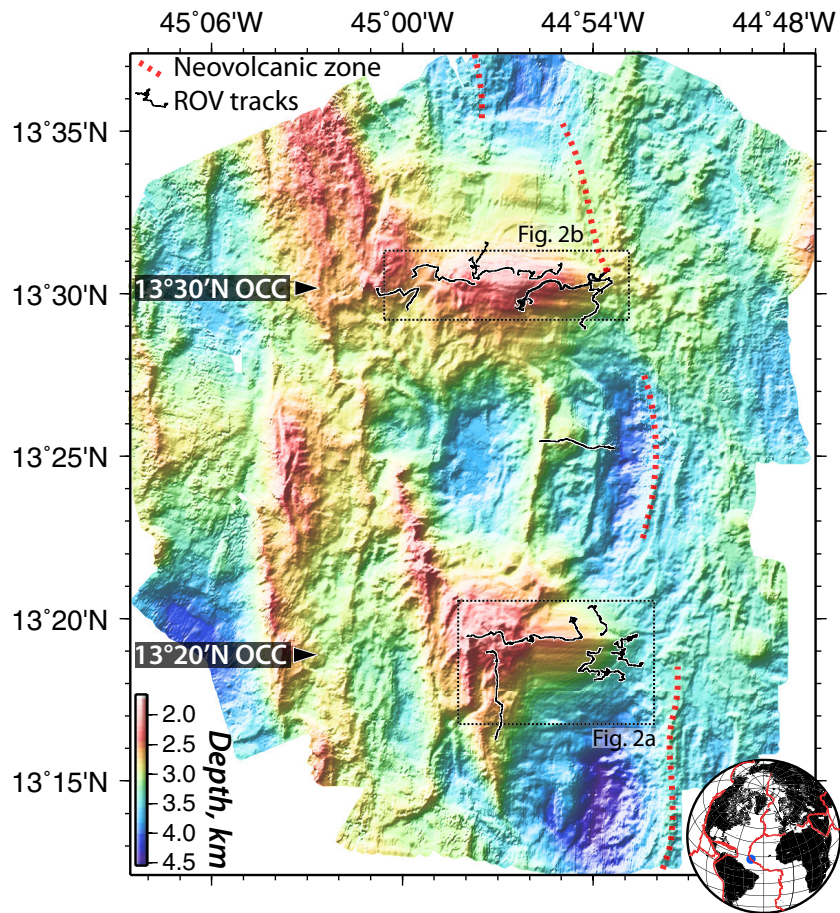 45°06'W 45°00'W 44°54'W 44°48'W
Neovolcanic zone
ROV tracks
13°35'N
Fig. 2b
13°30'N OCC
13°30'N
13°25'N
13°20'N
13°20'N OCC
Fig. 2a
13°15'N
2.0
2.5
3.0
3.5
4.0
4.5
Depth, km